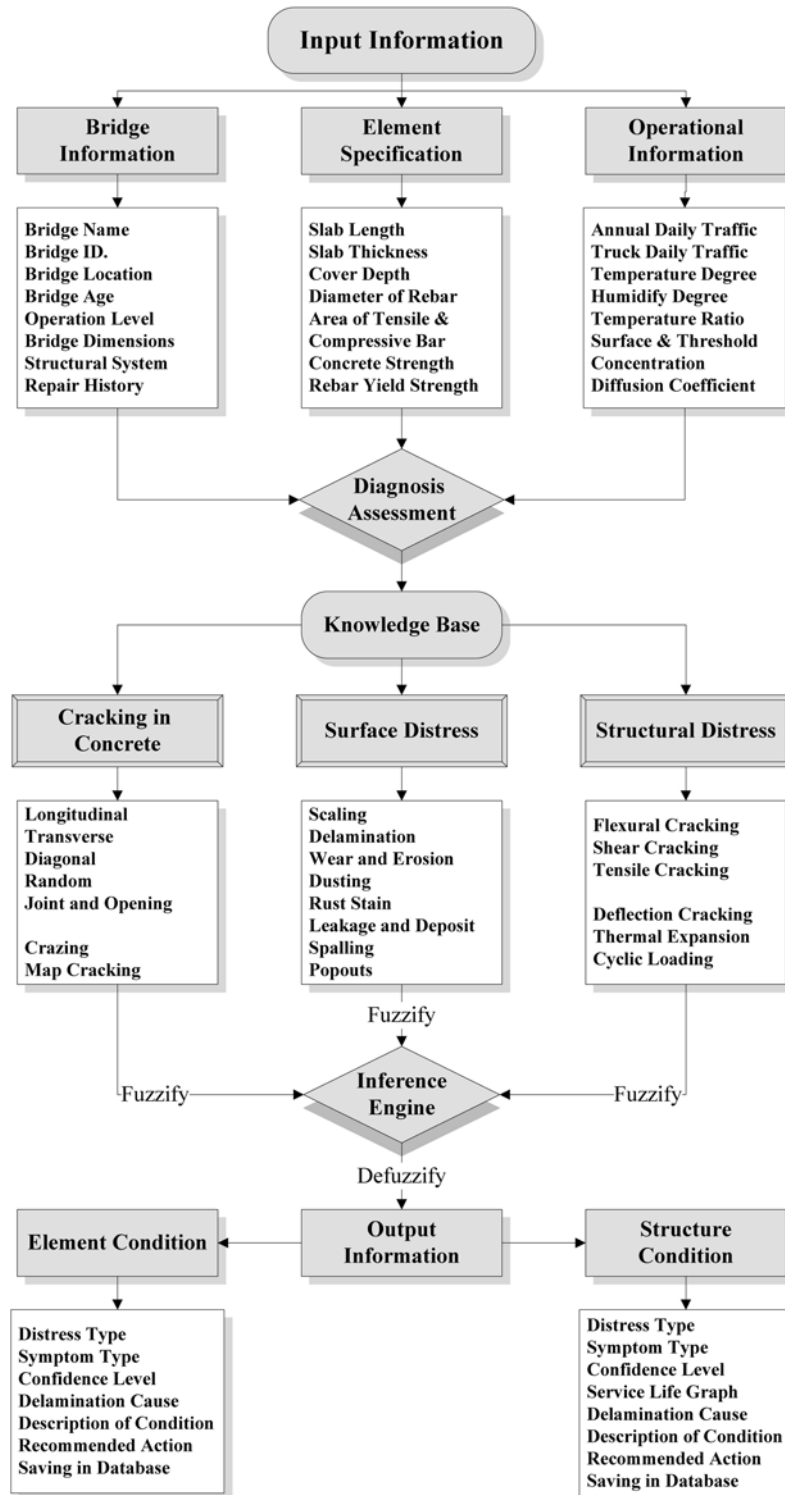 Input Information
Bridge
Information
Element
Specification
Operational
Information
Bridge Name
Bridge ID.
Bridge Location
Bridge Age
Operation Level
Bridge Dimensions
Structural System
Repair History
Slab Length
Slab Thickness
Cover Depth
Diameter of Rebar
Area of Tensile &
Compressive Bar
Concrete Strength
Rebar Yield Strength
Annual Daily Traffic
Truck Daily Traffic
Temperature Degree
Humidify Degree
Temperature Ratio
Surface & Threshold
Concentration
Diffusion Coefficient
Diagnosis
Assessment
Knowledge Base
Cracking in
Concrete
Surface Distress
Structural Distress
Longitudinal
Transverse
Diagonal
Random
Joint and Opening
Crazing
Map Cracking
Scaling
Delamination
Wear and Erosion
Dusting
Rust Stain
Leakage and Deposit
Spalling
Popouts
Flexural Cracking
Shear Cracking
Tensile Cracking
Deflection Cracking
Thermal Expansion
Cyclic Loading
Fuzzify
Fuzzify
Inference
Engine
Fuzzify
Defuzzify
Element Condition
Output
Information
Structure
Condition
Distress Type
Symptom Type
Confidence Level
Delamination Cause
Description of Condition
Recommended Action
Saving in Database
Distress Type
Symptom Type
Confidence Level
Service Life Graph
Delamination Cause
Description of Condition
Recommended Action
Saving in Database